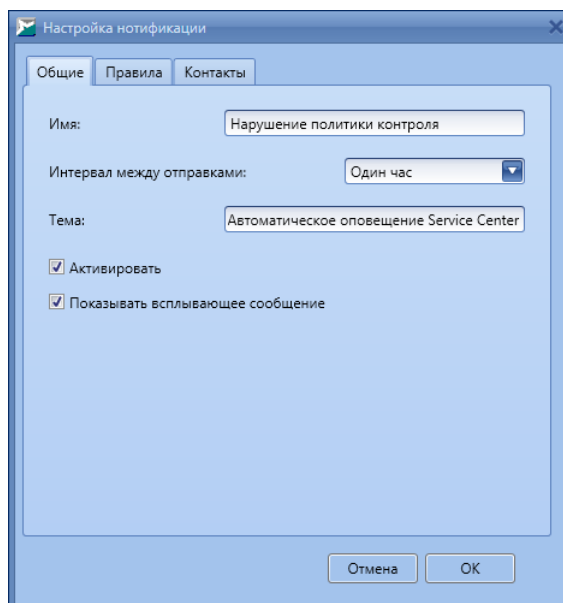 Настройка нотификации
Общие Правила Контакты
Имя: Нарушение политики контроля
Интервал между отправками: Один час
Тема: Автоматическое оповещение Service Center
Активировать
Показывать всплывающее сообщение
Отмена OK